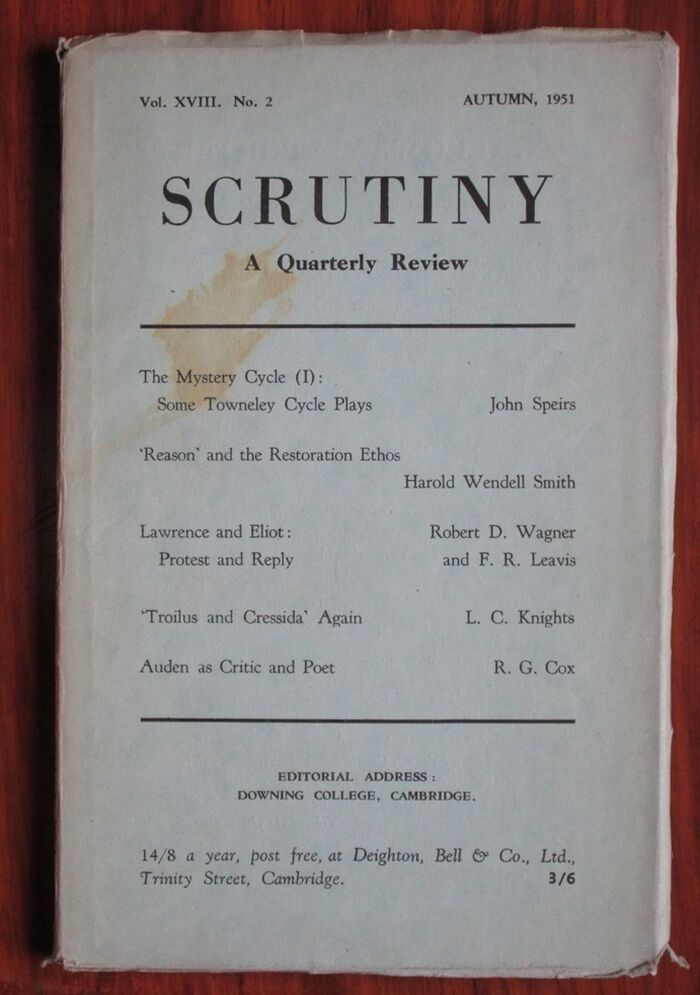 Vol. XVIII. No. 2 AUTUMN, 1951
SCRUTINY
A Quarterly Review
The Mystery Cycle (I):
Some Towneley Cycle Plays John Speirs
'Reason' and the Restoration Ethos
Harold Wendell Smith
Lawrence and Eliot: Robert D. Wagner
Protest and Reply and F. R. Leavis
'Troilus and Cressida' Again L. C. Knights
Auden as Critic and Poet R. G. Cox
EDITORIAL ADDRESS:
DOWNING COLLEGE, CAMBRIDGE.
14/8 a year, post free, at Deighton, Bell & Co., Ltd.,
Trinity Street, Cambridge. 3/6